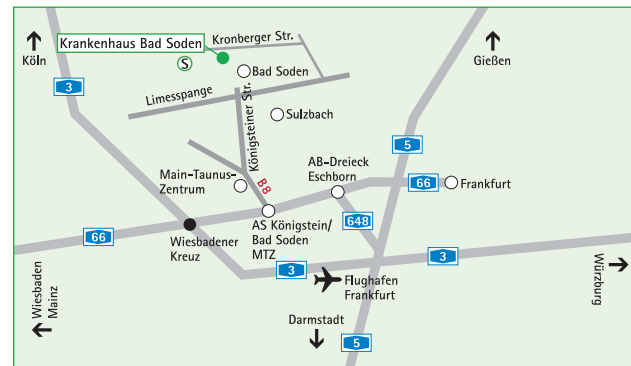 Köln
Krankenhaus Bad Soden
Kronberger Str.
Gießen
S
Bad Soden
3
Limesspange
Königsteiner Str.
Sulzbach
5
AB-Dreieck
Eschborn
Main-Taunus-
Zentrum
B8
66
Frankfurt
648
66
Wiesbadener
Kreuz
AS Königstein/
Bad Soden
MTZ
3
3
Flughafen
Frankfurt
Wiesbaden
Mainz
Würzburg
Darmstadt
5